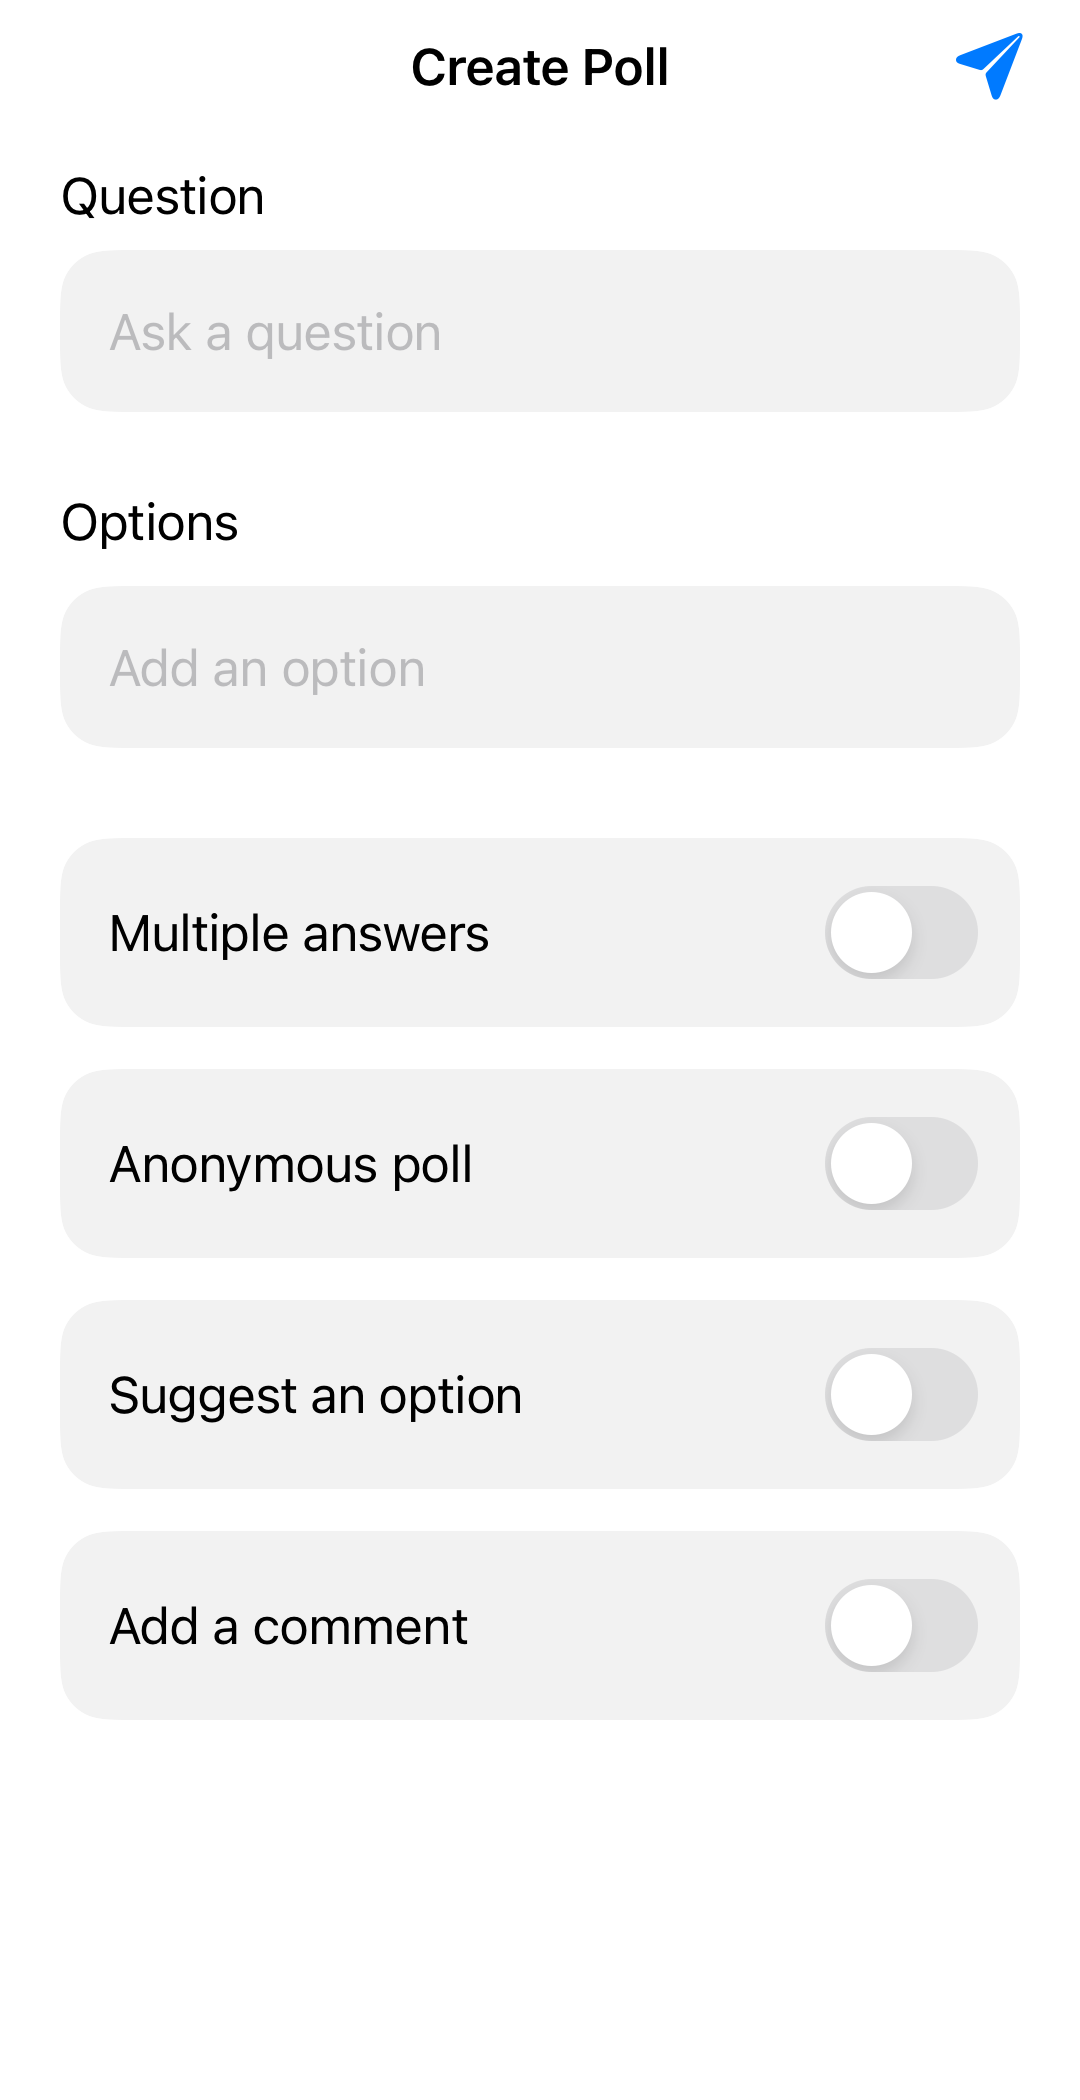 Create Poll
Question
Ask a question
Options
Add an option
Multiple answers
Anonymous poll
Suggest an option
Add a comment